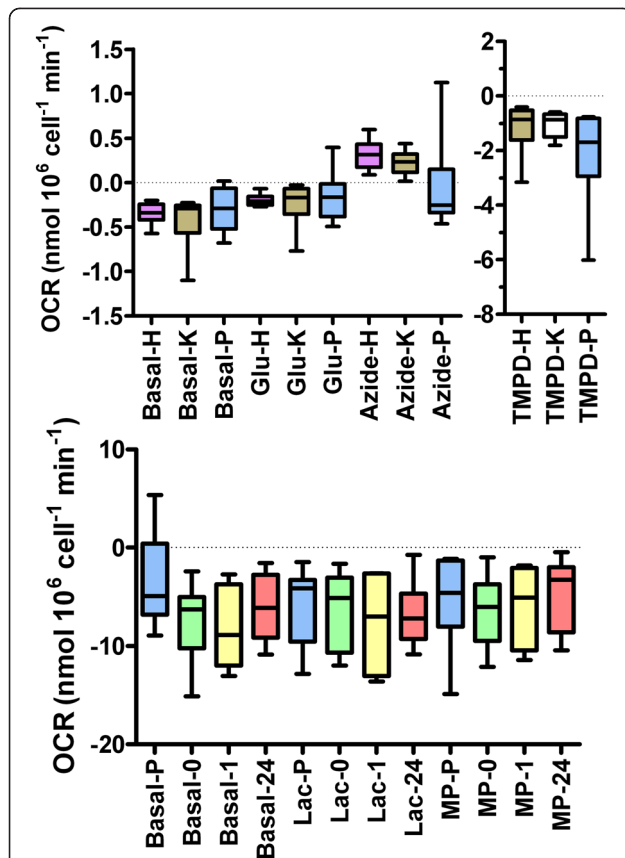 OCR (nmol 10⁶ cell⁻¹ min⁻¹)
1.5
1.0
0.5
0.0
-0.5
-1.0
-1.5
Basal-H
Basal-K
Basal-P
Glu-H
Glu-K
Glu-P
Azide-H
Azide-K
Azide-P
2
0
-2
-4
-6
-8
TMPD-H
TMPD-K
TMPD-P
OCR (nmol 10⁶ cell⁻¹ min⁻¹)
10
0
-10
-20
Basal-P
Basal-0
Basal-1
Basal-24
Lac-P
Lac-0
Lac-1
Lac-24
MP-P
MP-0
MP-1
MP-24